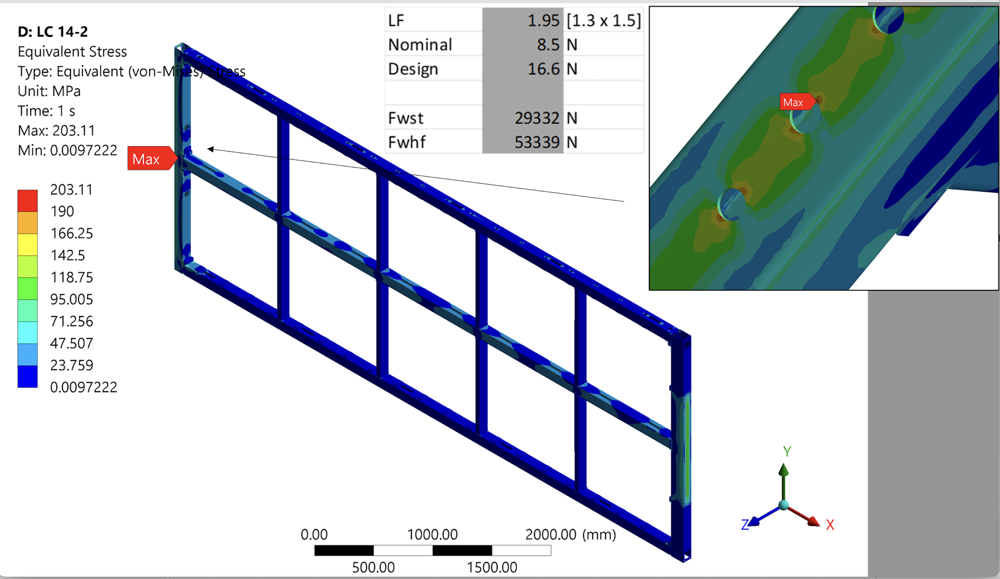 D: LC 14-2
Equivalent Stress
Type: Equivalent (von-Mises) Stress
Unit: MPa
Time: 1 s
Max: 203.11
Min: 0.0097222
LF 1.95 [1.3 x 1.5]
Nominal 8.5 N
Design 16.6 N
Fwst 29332 N
Fwhf 53339 N
Max
Max
203.11
190
166.25
142.5
118.75
95.005
71.256
47.507
23.759
0.0097222
0.00 1000.00 2000.00 (mm)
500.00 1500.00
Y
Z X